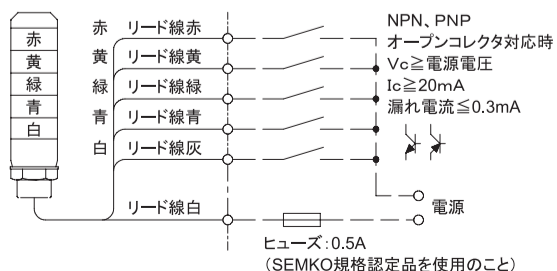 赤
黄
緑
青
白
赤
黄
緑
青
白
リード線赤
リード線黄
リード線緑
リード線青
リード線灰
リード線白
NPN、PNP
オープンコレクタ対応時
Vc≧電源電圧
Ic≧20mA
漏れ電流≦0.3mA
電源
ヒューズ:0.5A
(SEMKO規格認定品を使用のこと)